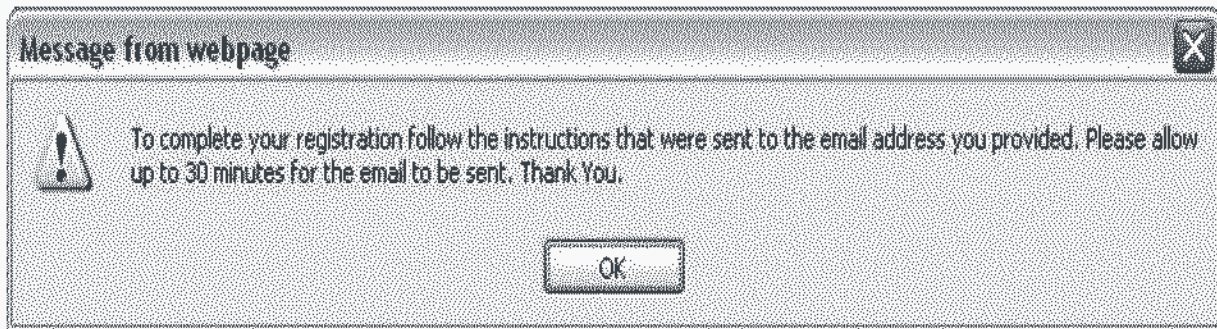 Message from webpage
To complete your registration follow the instructions that were sent to the email address you provided. Please allow
up to 30 minutes for the email to be sent. Thank You.
OK